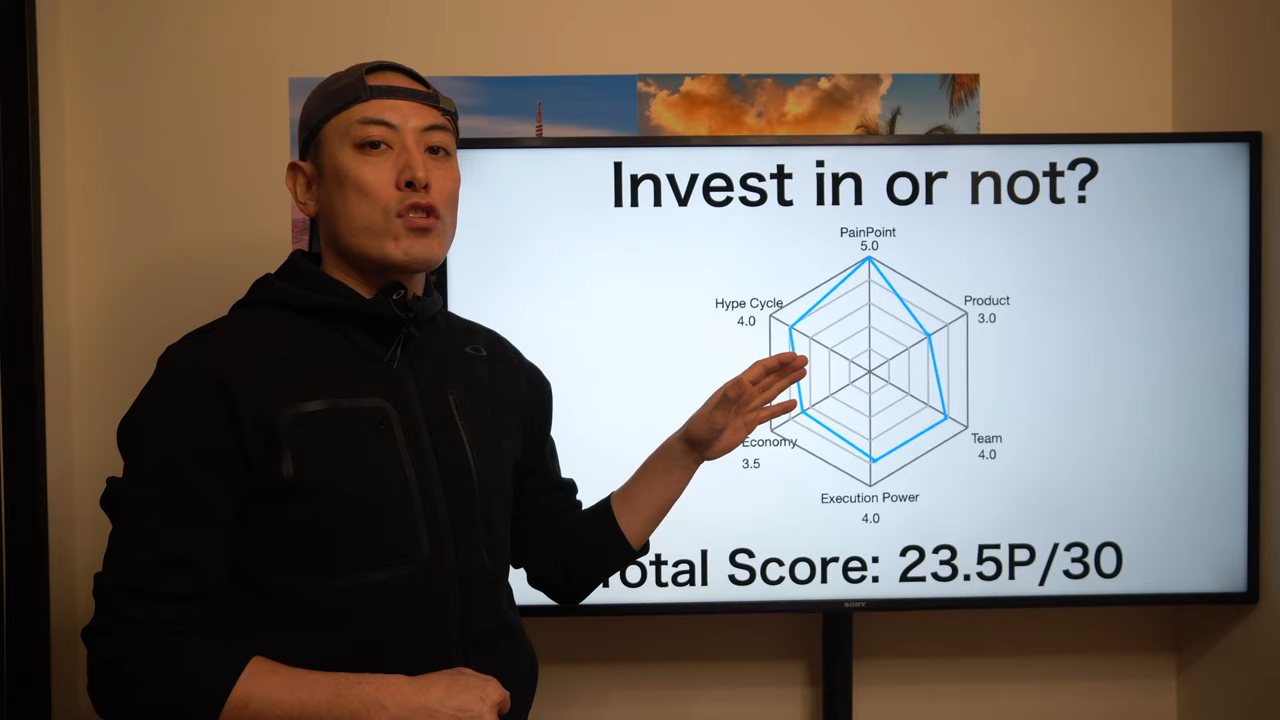 Invest in or not?
PainPoint
5.0
Hype Cycle
4.0
Product
3.0
Economy
3.5
Team
4.0
Execution Power
4.0
Total Score: 23.5P/30
SONY